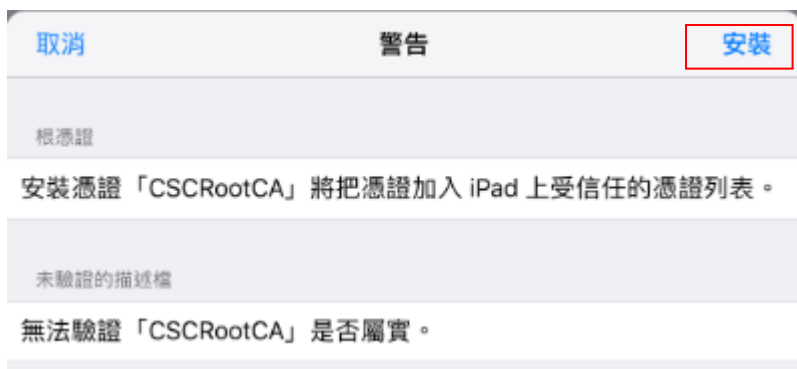 取消
警告
安裝
根憑證
安裝憑證「CSCRootCA」將把憑證加入 iPad 上受信任的憑證列表。
未驗證的描述檔
無法驗證「CSCRootCA」是否屬實。